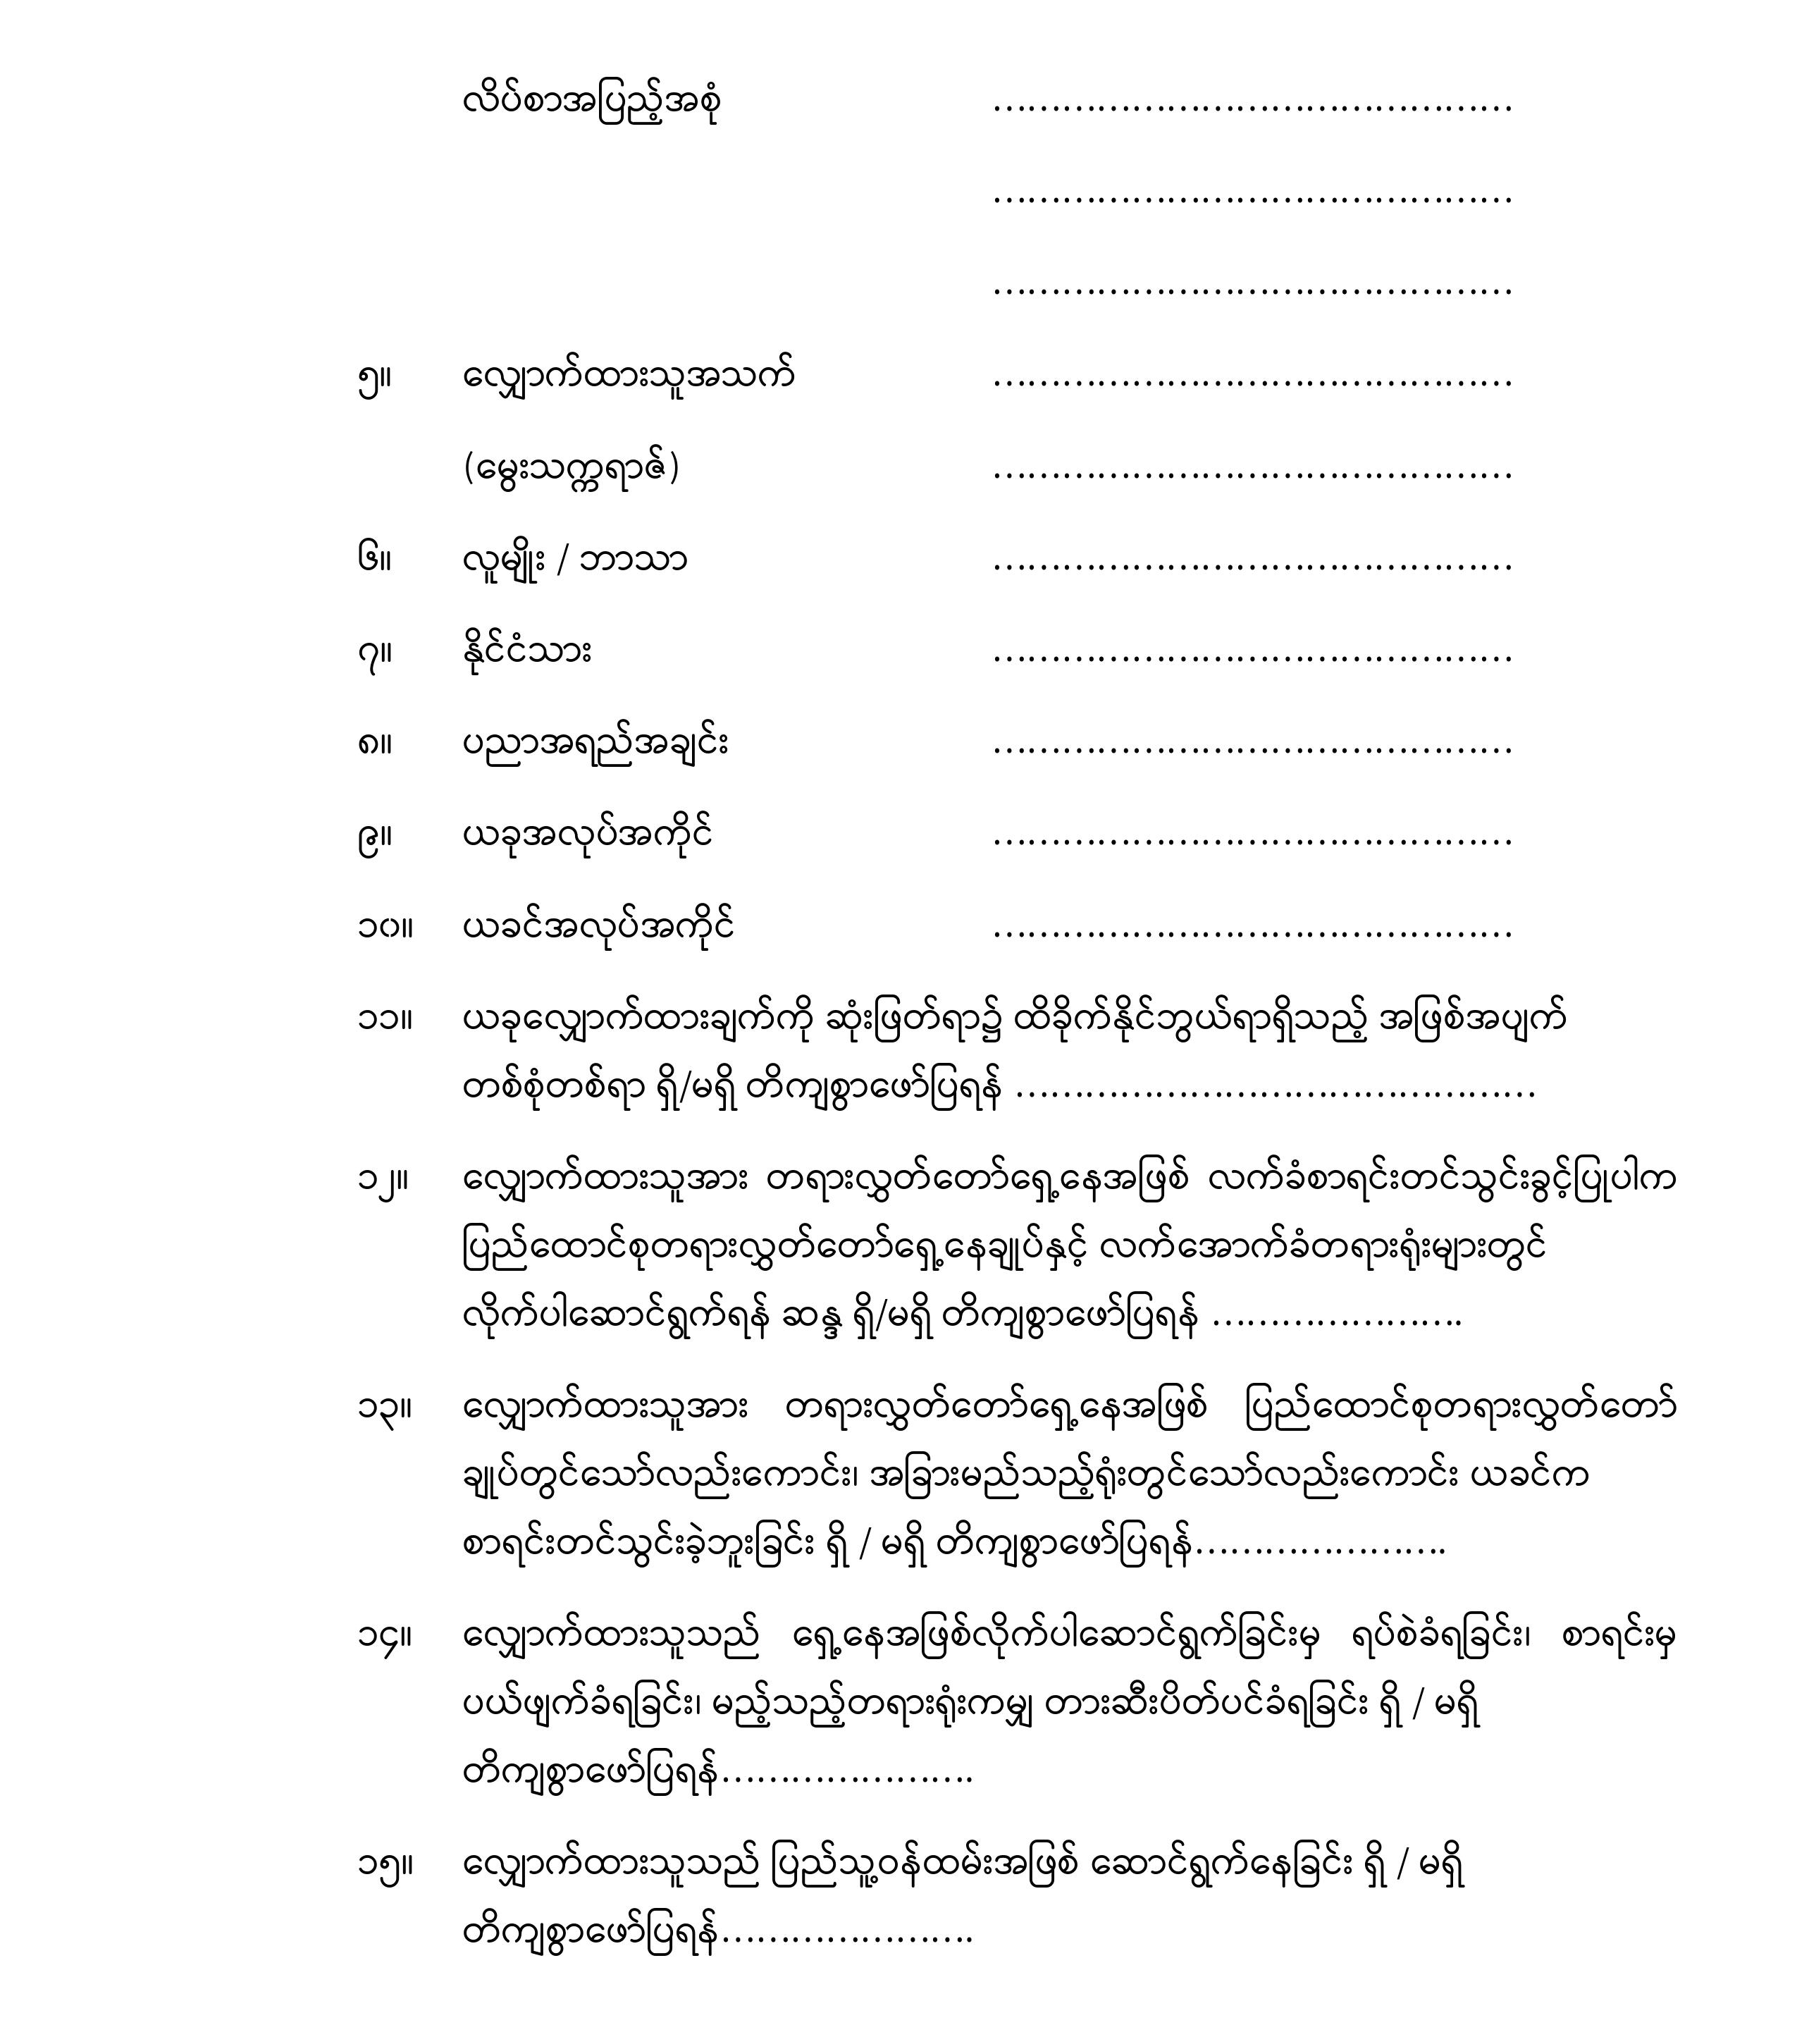 လိပ်စာအပြည့်အစုံ ………………………………………
………………………………………
………………………………………
၅။ လျှောက်ထားသူအသက် ………………………………………
(မွေးသက္ကရာဇ်) ………………………………………
၆။ လူမျိုး / ဘာသာ ………………………………………
၇။ နိုင်ငံသား ………………………………………
၈။ ပညာအရည်အချင်း ………………………………………
၉။ ယခုအလုပ်အကိုင် ………………………………………
၁၀။ ယခင်အလုပ်အကိုင် ………………………………………
၁၁။ ယခုလျှောက်ထားချက်ကို ဆုံးဖြတ်ရာ၌ ထိခိုက်နိုင်ဘွယ်ရာရှိသည့် အဖြစ်အပျက်
တစ်စုံတစ်ရာ ရှိ/မရှိ တိကျစွာဖော်ပြရန် ………………………………………
၁၂။ လျှောက်ထားသူအား တရားလွှတ်တော်ရှေ့နေအဖြစ် လက်ခံစာရင်းတင်သွင်းခွင့်ပြုပါက
ပြည်ထောင်စုတရားလွှတ်တော်ရှေ့နေချုပ်နှင့် လက်အောက်ခံတရားရုံးများတွင်
လိုက်ပါဆောင်ရွက်ရန် ဆန္ဒ ရှိ/မရှိ တိကျစွာဖော်ပြရန် ………………….
၁၃။ လျှောက်ထားသူအား တရားလွှတ်တော်ရှေ့နေအဖြစ် ပြည်ထောင်စုတရားလွှတ်တော်
ချုပ်တွင်သော်လည်းကောင်း၊ အခြားမည်သည့်ရုံးတွင်သော်လည်းကောင်း ယခင်က
စာရင်းတင်သွင်းခဲ့ဘူးခြင်း ရှိ / မရှိ တိကျစွာဖော်ပြရန်………………….
၁၄။ လျှောက်ထားသူသည် ရှေ့နေအဖြစ်လိုက်ပါဆောင်ရွက်ခြင်းမှ ရပ်စဲခံရခြင်း၊ စာရင်းမှ
ပယ်ဖျက်ခံရခြင်း၊ မည့်သည့်တရားရုံးကမျှ တားဆီးပိတ်ပင်ခံရခြင်း ရှိ / မရှိ
တိကျစွာဖော်ပြရန်………………….
၁၅။ လျှောက်ထားသူသည် ပြည်သူ့ဝန်ထမ်းအဖြစ် ဆောင်ရွက်နေခြင်း ရှိ / မရှိ
တိကျစွာဖော်ပြရန်………………….